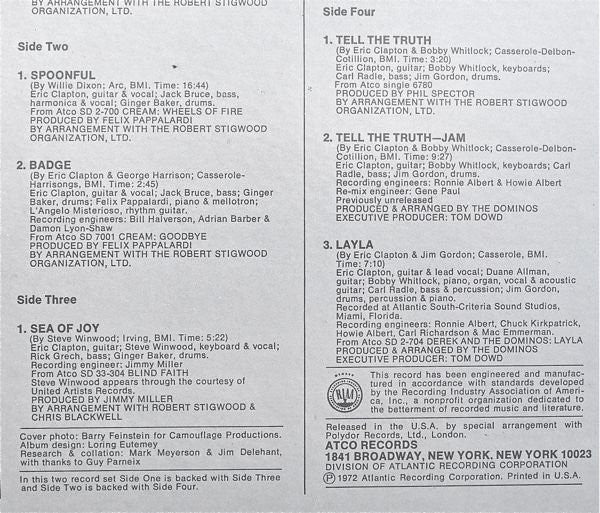 BY ARRANGEMENT WITH THE ROBERT STIGWOOD
ORGANIZATION, LTD.
Side Two
1. SPOONFUL
(By Willie Dixon; Arc, BMI. Time: 16:44)
Eric Clapton, guitar & vocal; Jack Bruce, bass,
harmonica & vocal; Ginger Baker, drums.
From Atco SD 2-700 CREAM: WHEELS OF FIRE
PRODUCED BY FELIX PAPPALARDI
BY ARRANGEMENT WITH THE ROBERT STIGWOOD
ORGANIZATION, LTD.
2. BADGE
(By Eric Clapton & George Harrison; Casserole-
Harrisongs, BMI. Time: 2:45)
Eric Clapton, guitar & vocal; Jack Bruce, bass; Ginger
Baker, drums; Felix Pappalardi, piano & mellotron;
L'Angelo Misterioso, rhythm guitar.
Recording engineers: Bill Halverson, Adrian Barber &
Damon Lyon-Shaw
From Atco SD 7001 CREAM: GOODBYE
PRODUCED BY FELIX PAPPALARDI
BY ARRANGEMENT WITH THE ROBERT STIGWOOD
ORGANIZATION, LTD.
Side Three
1. SEA OF JOY
(By Steve Winwood; Irving, BMI. Time: 5:22)
Eric Clapton, guitar; Steve Winwood, keyboard & vocal;
Rick Grech, bass; Ginger Baker, drums.
Recording engineer: Jimmy Miller
From Atco SD 33-304 BLIND FAITH
Steve Winwood appears through the courtesy of
United Artists Records.
PRODUCED BY JIMMY MILLER
BY ARRANGEMENT WITH ROBERT STIGWOOD &
CHRIS BLACKWELL
Cover photo: Barry Feinstein for Camouflage Productions.
Album design: Loring Eutemey
Research & collation: Mark Meyerson & Jim Delehant,
with thanks to Guy Parneix
In this two record set Side One is backed with Side Three
and Side Two is backed with Side Four.
Side Four
1. TELL THE TRUTH
(By Eric Clapton & Bobby Whitlock; Casserole-Delbon-
Cotillion, BMI. Time: 3:20)
Eric Clapton, guitar; Bobby Whitlock, keyboards;
Carl Radle, bass; Jim Gordon, drums.
From Atco single 6780
PRODUCED BY PHIL SPECTOR
BY ARRANGEMENT WITH THE ROBERT STIGWOOD
ORGANIZATION, LTD.
2. TELL THE TRUTH—JAM
(By Eric Clapton & Bobby Whitlock; Casserole-Delbon-
Cotillion, BMI. Time: 9:27)
Eric Clapton, guitar; Bobby Whitlock, keyboards; Carl
Radle, bass; Jim Gordon, drums.
Recording engineers: Ronnie Albert & Howie Albert
Re-mix engineer: Gene Paul
Previously unreleased
PRODUCED & ARRANGED BY THE DOMINOS
EXECUTIVE PRODUCER: TOM DOWD
3. LAYLA
(By Eric Clapton & Jim Gordon; Casserole, BMI.
Time: 7:10)
Eric Clapton, guitar & lead vocal; Duane Allman,
guitar; Bobby Whitlock, piano, organ, vocal & acoustic
guitar; Carl Radle, bass & percussion; Jim Gordon,
drums, percussion & piano.
Recorded at Atlantic South-Criteria Sound Studios,
Miami, Florida.
Recording engineers: Ronnie Albert, Chuck Kirkpatrick,
Howie Albert, Carl Richardson & Mac Emmerman.
From Atco SD 2-704 DEREK AND THE DOMINOS: LAYLA
PRODUCED & ARRANGED BY THE DOMINOS
EXECUTIVE PRODUCER: TOM DOWD
This record has been engineered and manufac-
tured in accordance with standards developed
by the Recording Industry Association of Ameri-
ca, Inc., a nonprofit organization dedicated to
the betterment of recorded music and literature.
Released in the U.S.A. by special arrangement with
Polydor Records, Ltd., London.
ATCO RECORDS
1841 BROADWAY, NEW YORK, NEW YORK 10023
DIVISION OF ATLANTIC RECORDING CORPORATION
Ⓟ 1972 Atlantic Recording Corporation. Printed in U.S.A.